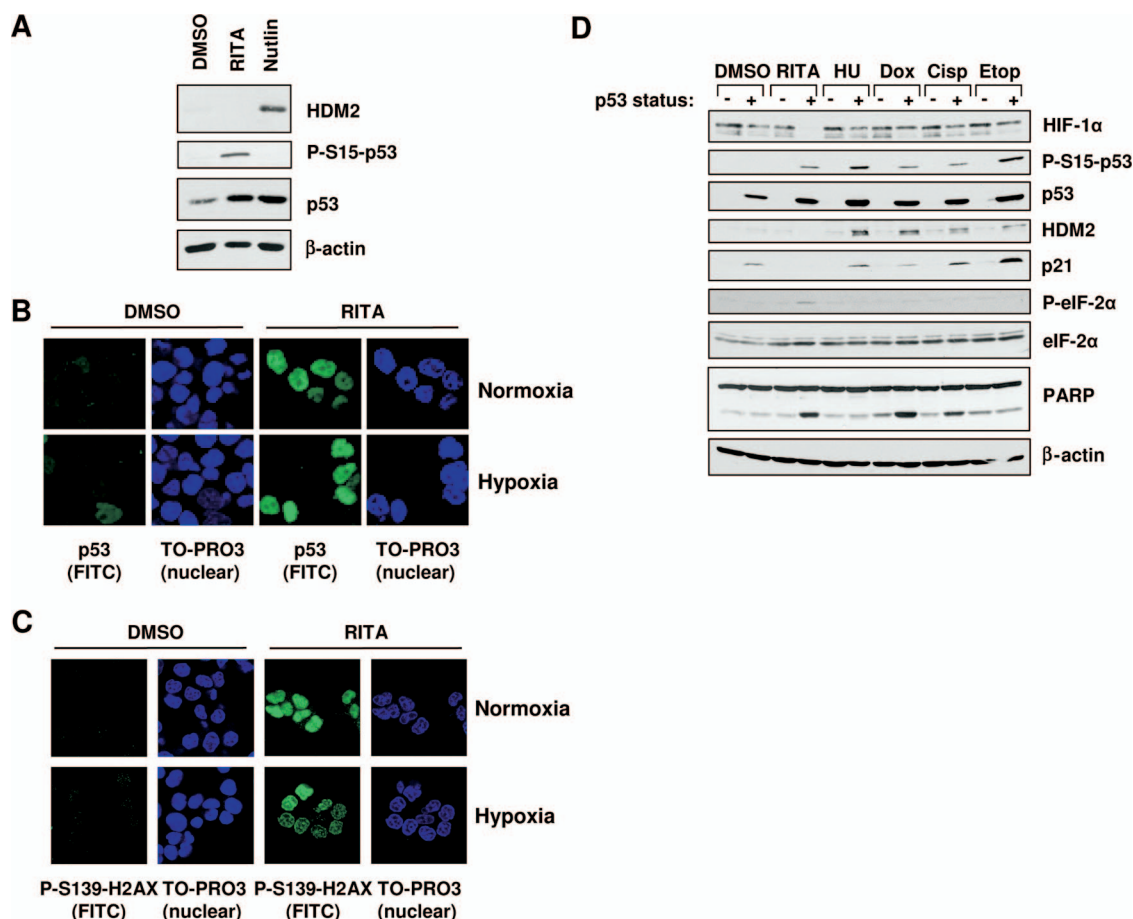 A
DMSO
RITA
Nutlin
HDM2
P-S15-p53
p53
β-actin
B
DMSO RITA
Normoxia
Hypoxia
p53 TO-PRO3 p53 TO-PRO3
(FITC) (nuclear) (FITC) (nuclear)
C
DMSO RITA
Normoxia
Hypoxia
P-S139-H2AX TO-PRO3 P-S139-H2AX TO-PRO3
(FITC) (nuclear) (FITC) (nuclear)
D
DMSO RITA HU Dox Cisp Etop
p53 status: - + - + - + - + - + - +
HIF-1α
P-S15-p53
p53
HDM2
p21
P-eIF-2α
eIF-2α
PARP
β-actin